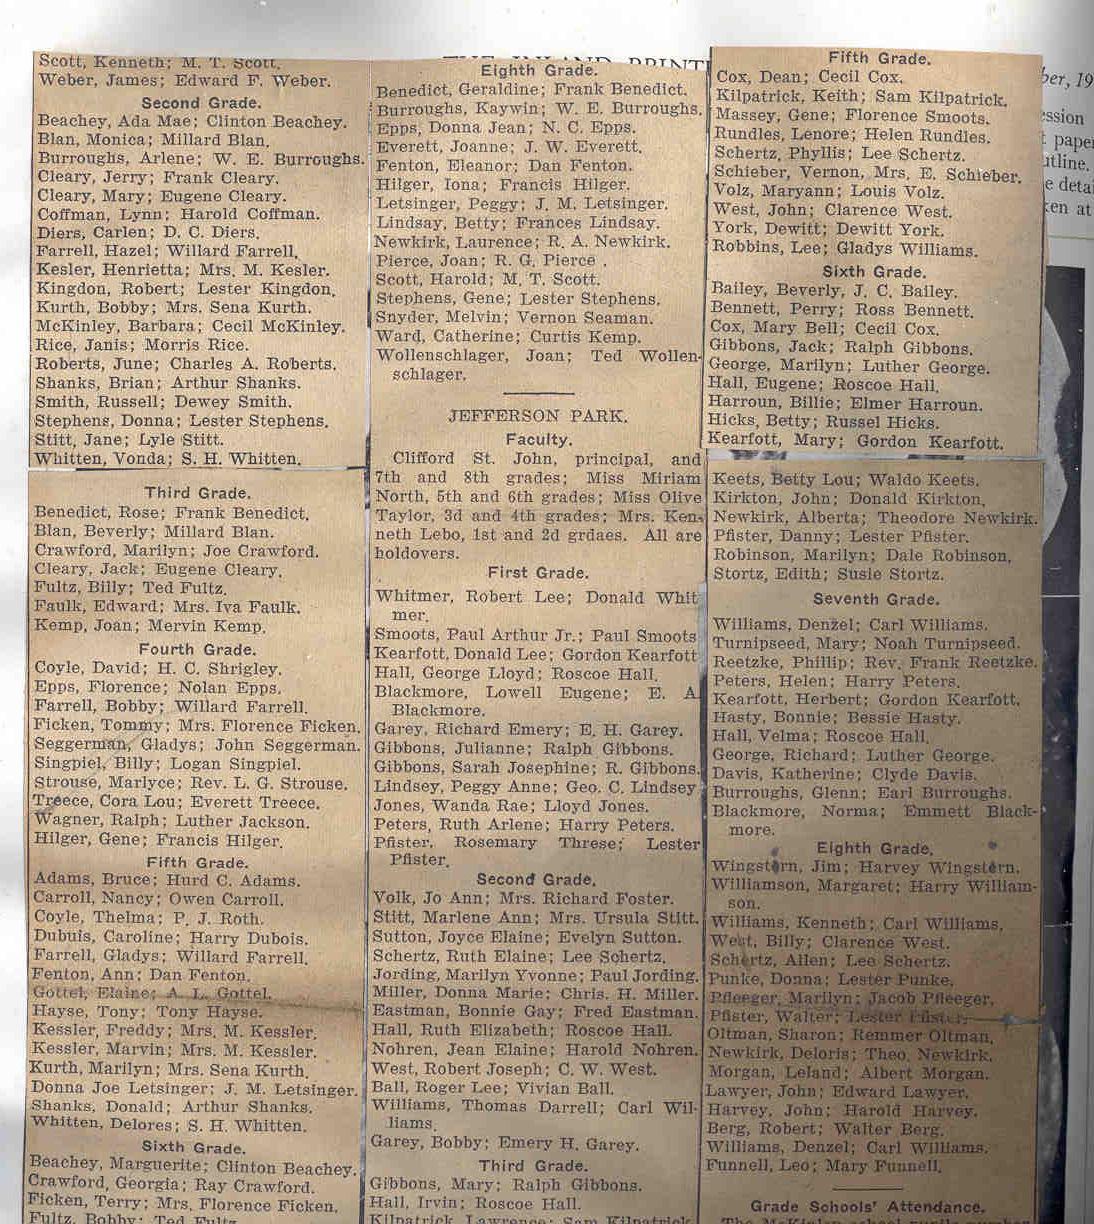 Scott, Kenneth; M. T. Scott.
Weber, James; Edward F. Weber.
Second Grade.
Beachey, Ada Mae; Clinton Beachey.
Blan, Monica; Millard Blan.
Burroughs, Arlene; W. E. Burroughs.
Cleary, Jerry; Frank Cleary.
Cleary, Mary; Eugene Cleary.
Coffman, Lynn; Harold Coffman.
Diers, Carlen; D. C. Diers.
Farrell, Hazel; Willard Farrell.
Kesler, Henrietta; Mrs. M. Kesler.
Kingdon, Robert; Lester Kingdon.
Kurth, Bobby; Mrs. Sena Kurth.
McKinley, Barbara; Cecil McKinley.
Rice, Janis; Morris Rice.
Roberts, June; Charles A. Roberts.
Shanks, Brian; Arthur Shanks.
Smith, Russell; Dewey Smith.
Stephens, Donna; Lester Stephens.
Stitt, Jane; Lyle Stitt.
Whitten, Vonda; S. H. Whitten.
Third Grade.
Benedict, Rose; Frank Benedict.
Blan, Beverly; Millard Blan.
Crawford, Marilyn; Joe Crawford.
Cleary, Jack; Eugene Cleary.
Fultz, Billy; Ted Fultz.
Faulk, Edward; Mrs. Iva Faulk.
Kemp, Joan; Mervin Kemp.
Fourth Grade.
Coyle, David; H. C. Shrigley.
Epps, Florence; Nolan Epps.
Farrell, Bobby; Willard Farrell.
Ficken, Tommy; Mrs. Florence Ficken.
Seggerman, Gladys; John Seggerman.
Singpiel, Billy; Logan Singpiel.
Strouse, Marlyce; Rev. L. G. Strouse.
Treece, Cora Lou; Everett Treece.
Wagner, Ralph; Luther Jackson.
Hilger, Gene; Francis Hilger.
Fifth Grade.
Adams, Bruce; Hurd C. Adams.
Carroll, Nancy; Owen Carroll.
Coyle, Thelma; P. J. Roth.
Dubuis, Caroline; Harry Dubois.
Farrell, Gladys; Willard Farrell.
Fenton, Ann; Dan Fenton.
Gottel, Elaine; A. L. Gottel.
Hayse, Tony; Tony Hayse.
Kessler, Freddy; Mrs. M. Kessler.
Kessler, Marvin; Mrs. M. Kessler.
Kurth, Marilyn; Mrs. Sena Kurth.
Donna Joe Letsinger; J. M. Letsinger.
Shanks, Donald; Arthur Shanks.
Whitten, Delores; S. H. Whitten.
Sixth Grade.
Beachey, Marguerite; Clinton Beachey.
Crawford, Georgia; Ray Crawford.
Ficken, Terry; Mrs. Florence Ficken.
Fultz, Bobby; Ted Fultz.
Eighth Grade.
Benedict, Geraldine; Frank Benedict.
Burroughs, Kaywin; W. E. Burroughs.
Epps, Donna Jean; N. C. Epps.
Everett, Joanne; J. W. Everett.
Fenton, Eleanor; Dan Fenton.
Hilger, Iona; Francis Hilger.
Letsinger, Peggy; J. M. Letsinger.
Lindsay, Betty; Frances Lindsay.
Newkirk, Laurence; R. A. Newkirk.
Pierce, Joan; R. G. Pierce .
Scott, Harold; M. T. Scott.
Stephens, Gene; Lester Stephens.
Snyder, Melvin; Vernon Seaman.
Ward, Catherine; Curtis Kemp.
Wollenschlager, Joan; Ted Wollen-
schlager.
JEFFERSON PARK.
Faculty.
Clifford St. John, principal, and
7th and 8th grades; Miss Miriam
North, 5th and 6th grades; Miss Olive
Taylor, 3d and 4th grades; Mrs. Ken-
neth Lebo, 1st and 2d grdaes. All are
holdovers.
First Grade.
Whitmer, Robert Lee; Donald Whit
mer.
Smoots, Paul Arthur Jr.; Paul Smoots
Kearfott, Donald Lee; Gordon Kearfott
Hall, George Lloyd; Roscoe Hall.
Blackmore, Lowell Eugene; E. A
Blackmore.
Garey, Richard Emery; E. H. Garey.
Gibbons, Julianne; Ralph Gibbons.
Gibbons, Sarah Josephine; R. Gibbons.
Lindsey, Peggy Anne; Geo. C. Lindsey
Jones, Wanda Rae; Lloyd Jones.
Peters, Ruth Arlene; Harry Peters.
Pfister, Rosemary Threse; Lester
Pfister.
Second Grade.
Volk, Jo Ann; Mrs. Richard Foster.
Stitt, Marlene Ann; Mrs. Ursula Stitt.
Sutton, Joyce Elaine; Evelyn Sutton.
Schertz, Ruth Elaine; Lee Schertz.
Jording, Marilyn Yvonne; Paul Jording.
Miller, Donna Marie; Chris. H. Miller.
Eastman, Bonnie Gay; Fred Eastman.
Hall, Ruth Elizabeth; Roscoe Hall.
Nohren, Jean Elaine; Harold Nohren.
West, Robert Joseph; C. W. West.
Ball, Roger Lee; Vivian Ball.
Williams, Thomas Darrell; Carl Wil-
liams.
Garey, Bobby; Emery H. Garey.
Third Grade.
Gibbons, Mary; Ralph Gibbons.
Hall, Irvin; Roscoe Hall.
Kilpatrick, Lawrence; Sam Kilpatrick
Fifth Grade.
Cox, Dean; Cecil Cox.
Kilpatrick, Keith; Sam Kilpatrick.
Massey, Gene; Florence Smoots.
Rundles, Lenore; Helen Rundles.
Schertz, Phyllis; Lee Schertz.
Schieber, Vernon, Mrs. E. Schieber.
Volz, Maryann; Louis Volz.
West, John; Clarence West.
York, Dewitt; Dewitt York.
Robbins, Lee; Gladys Williams.
Sixth Grade.
Bailey, Beverly, J. C. Bailey.
Bennett, Perry; Ross Bennett.
Cox, Mary Bell; Cecil Cox.
Gibbons, Jack; Ralph Gibbons.
George, Marilyn; Luther George.
Hall, Eugene; Roscoe Hall.
Harroun, Billie; Elmer Harroun.
Hicks, Betty; Russel Hicks.
Kearfott, Mary; Gordon Kearfott.
Keets, Betty Lou; Waldo Keets.
Kirkton, John; Donald Kirkton.
Newkirk, Alberta; Theodore Newkirk.
Pfister, Danny; Lester Pfister.
Robinson, Marilyn; Dale Robinson.
Stortz, Edith; Susie Stortz.
Seventh Grade.
Williams, Denzel; Carl Williams.
Turnipseed, Mary; Noah Turnipseed.
Reetzke, Phillip; Rev. Frank Reetzke.
Peters, Helen; Harry Peters.
Kearfott, Herbert; Gordon Kearfott.
Hasty, Bonnie; Bessie Hasty.
Hall, Velma; Roscoe Hall.
George, Richard; Luther George.
Davis, Katherine; Clyde Davis.
Burroughs, Glenn; Earl Burroughs.
Blackmore, Norma; Emmett Black-
more.
Eighth Grade.
Wingstern, Jim; Harvey Wingstern.
Williamson, Margaret; Harry William-
son.
Williams, Kenneth; Carl Williams.
West, Billy; Clarence West.
Schertz, Allen; Lee Schertz.
Punke, Donna; Lester Punke.
Pfleeger, Marilyn; Jacob Pfleeger.
Pfister, Walter; Lester Pfister.
Oltman, Sharon; Remmer Oltman.
Newkirk, Deloris; Theo. Newkirk.
Morgan, Leland; Albert Morgan.
Lawyer, John; Edward Lawyer.
Harvey, John; Harold Harvey.
Berg, Robert; Walter Berg.
Williams, Denzel; Carl Williams.
Funnell, Leo; Mary Funnell.
Grade Schools' Attendance.